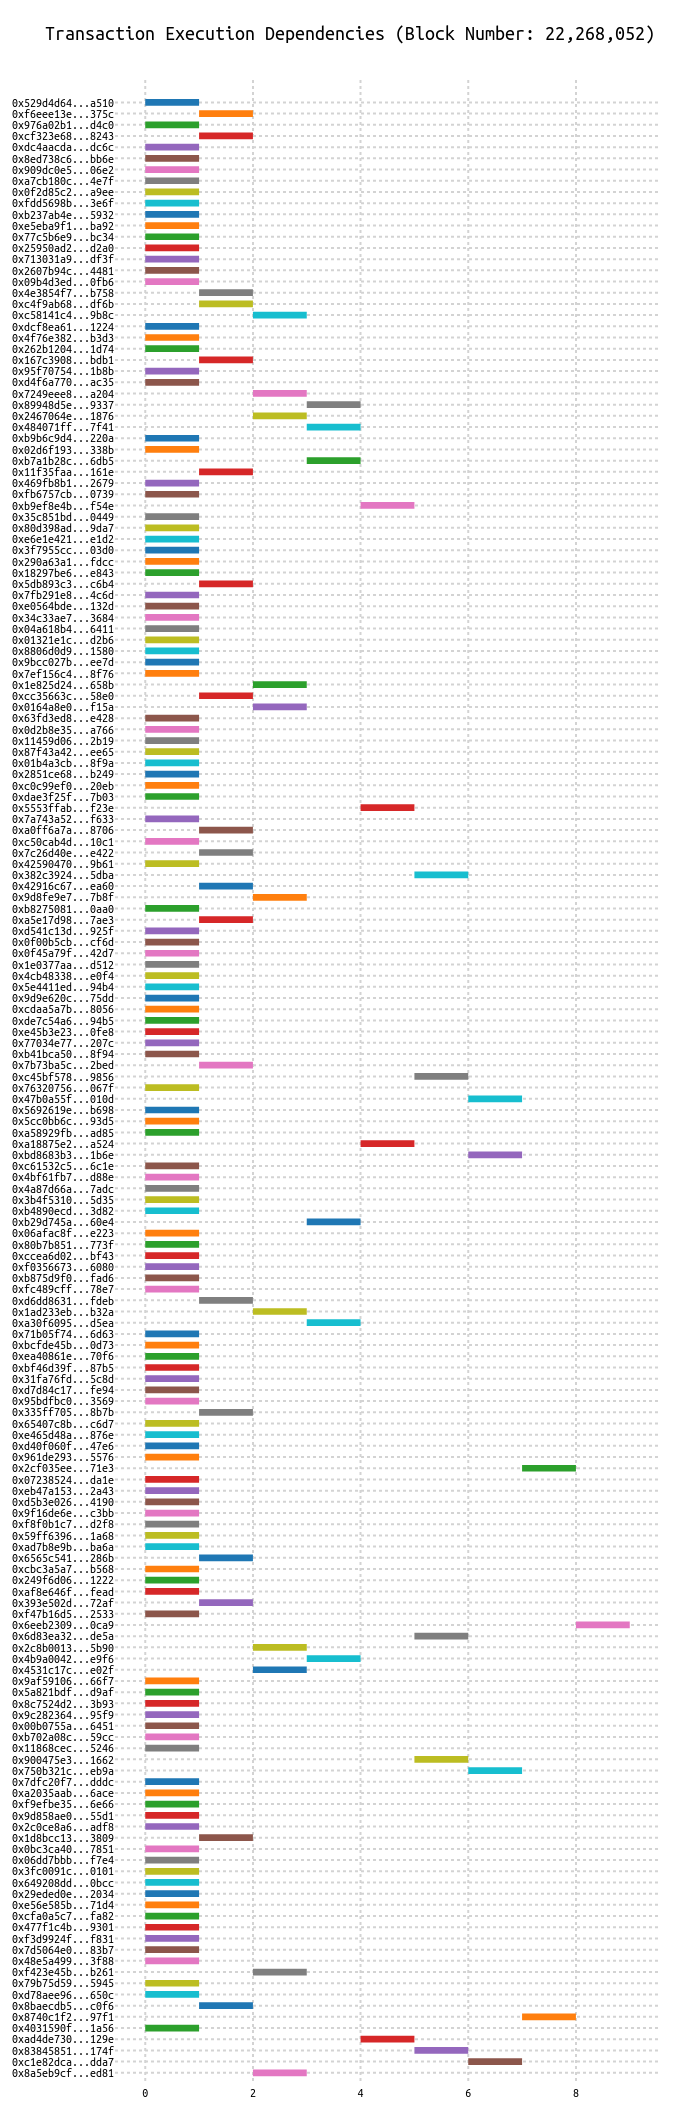 Transaction Execution Dependencies (Block Number: 22,268,052)
0x529d4d64...a510
0xf6eee13e...375c
0x976a02b1...d4c0
0xcf323e68...8243
0xdc4aacda...dc6c
0x8ed738c6...bb6e
0x909dc0e5...06e2
0xa7cb180c...4e7f
0x0f2d85c2...a9ee
0xfdd5698b...3e6f
0xb237ab4e...5932
0xe5eba9f1...ba92
0x77c5b6e9...bc34
0x25950ad2...d2a0
0x713031a9...df3f
0x2607b94c...4481
0x09b4d3ed...0fb6
0x4e3854f7...b758
0xc4f9ab68...df6b
0xc58141c4...9b8c
0xdcf8ea61...1224
0x4f76e382...b3d3
0x262b1204...1d74
0x167c3908...bdb1
0x95f70754...1b8b
0xd4f6a770...ac35
0x7249eee8...a204
0x89948d5e...9337
0x2467064e...1876
0x484071ff...7f41
0xb9b6c9d4...220a
0x02d6f193...338b
0xb7a1b28c...6db5
0x11f35faa...161e
0x469fb8b1...2679
0xfb6757cb...0739
0xb9ef8e4b...f54e
0x35c851bd...0449
0x80d398ad...9da7
0xe6e1e421...e1d2
0x3f7955cc...03d0
0x290a63a1...fdcc
0x18297be6...e843
0x5db893c3...c6b4
0x7fb291e8...4c6d
0xe0564bde...132d
0x34c33ae7...3684
0x04a618b4...6411
0x01321e1c...d2b6
0x8806d0d9...1580
0x9bcc027b...ee7d
0x7ef156c4...8f76
0x1e825d24...658b
0xcc35663c...58e0
0x0164a8e0...f15a
0x63fd3ed8...e428
0x0d2b8e35...a766
0x11459d06...2b19
0x87f43a42...ee65
0x01b4a3cb...8f9a
0x2851ce68...b249
0xc0c99ef0...20eb
0xdae3f25f...7b03
0x5553ffab...f23e
0x7a743a52...f633
0xa0ff6a7a...8706
0xc50cab4d...10c1
0x7c26d40e...e422
0x42590470...9b61
0x382c3924...5dba
0x42916c67...ea60
0x9d8fe9e7...7b8f
0xb8275081...0aa0
0xa5e17d98...7ae3
0xd541c13d...925f
0x0f00b5cb...cf6d
0x0f45a79f...42d7
0x1e0377aa...d512
0x4cb48338...e0f4
0x5e4411ed...94b4
0x9d9e620c...75dd
0xcdaa5a7b...8056
0xde7c54a6...94b5
0xe45b3e23...0fe8
0x77034e77...207c
0xb41bca50...8f94
0x7b73ba5c...2bed
0xc45bf578...9856
0x76320756...067f
0x47b0a55f...010d
0x5692619e...b698
0x5cc0bb6c...93d5
0xa58929fb...ad85
0xa18875e2...a524
0xbd8683b3...1b6e
0xc61532c5...6c1e
0x4bf61fb7...d88e
0x4a87d66a...7adc
0x3b4f5310...5d35
0xb4890ecd...3d82
0xb29d745a...60e4
0x06afac8f...e223
0x80b7b851...773f
0xccea6d02...bf43
0xf0356673...6080
0xb875d9f0...fad6
0xfc489cff...78e7
0xd6dd8631...fdeb
0x1ad233eb...b32a
0xa30f6095...d5ea
0x71b05f74...6d63
0xbcfde45b...0d73
0xea40861e...70f6
0xbf46d39f...87b5
0x31fa76fd...5c8d
0xd7d84c17...fe94
0x95bdfbc0...3569
0x335ff705...8b7b
0x65407c8b...c6d7
0xe465d48a...876e
0xd40f060f...47e6
0x961de293...5576
0x2cf035ee...71e3
0x07238524...da1e
0xeb47a153...2a43
0xd5b3e026...4190
0x9f16de6e...c3bb
0xf8f0b1c7...d2f8
0x59ff6396...1a68
0xad7b8e9b...ba6a
0x6565c541...286b
0xcbc3a5a7...b568
0x249f6d06...1222
0xaf8e646f...fead
0x393e502d...72af
0xf47b16d5...2533
0x6eeb2309...0ca9
0x6d83ea32...de5a
0x2c8b0013...5b90
0x4b9a0042...e9f6
0x4531c17c...e02f
0x9af59106...66f7
0x5a821bdf...d9af
0x8c7524d2...3b93
0x9c282364...95f9
0x00b0755a...6451
0xb702a08c...59cc
0x11868cec...5246
0x900475e3...1662
0x750b321c...eb9a
0x7dfc20f7...dddc
0xa2035aab...6ace
0xf9efbe35...6e66
0x9d858ae0...55d1
0x2c0ce8a6...adf8
0x1d8bcc13...3809
0x0bc3ca40...7851
0x06dd7bbb...f7e4
0x3fc0091c...0101
0x649208dd...0bcc
0x29eded0e...2034
0xe56e585b...71d4
0xcfa0a5c7...fa82
0x477f1c4b...9301
0xf3d9924f...f831
0x7d5064e0...83b7
0x48e5a499...3f88
0xf423e45b...b261
0x79b75d59...5945
0xd78aee96...650c
0x8baecdb5...c0f6
0x8740c1f2...97f1
0x4031590f...1a56
0xad4de730...129e
0x83845851...174f
0xc1e82dca...dda7
0x8a5eb9cf...ed81
0 2 4 6 8